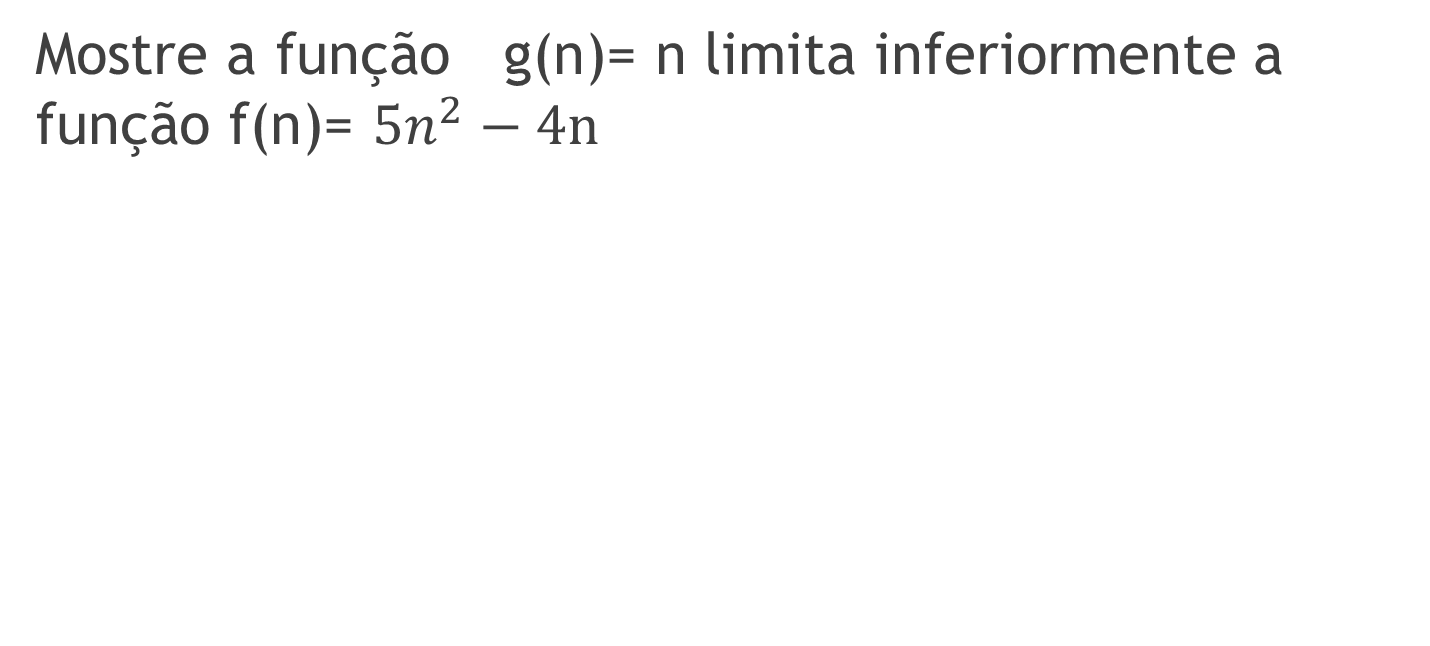 Mostre a função   g(n)= n limita inferiormente a
função f(n)= 5n² − 4n